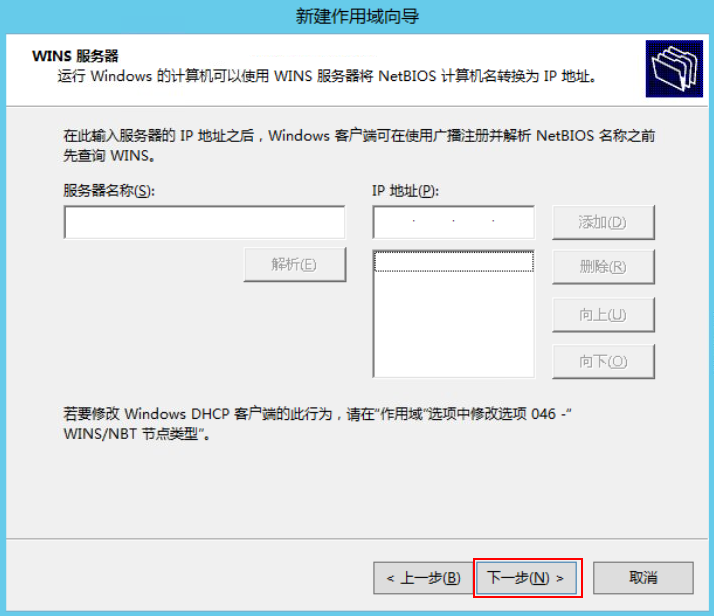 新建作用域向导
WINS 服务器
运行 Windows 的计算机可以使用 WINS 服务器将 NetBIOS 计算机名转换为 IP 地址。
在此输入服务器的 IP 地址之后，Windows 客户端可在使用广播注册并解析 NetBIOS 名称之前
先查询 WINS。
服务器名称(S):
IP 地址(P):
添加(D)
解析(E)
删除(R)
向上(U)
向下(O)
若要修改 Windows DHCP 客户端的此行为，请在“作用域”选项中修改选项 046 -“
WINS/NBT 节点类型”。
< 上一步(B)
下一步(N) >
取消